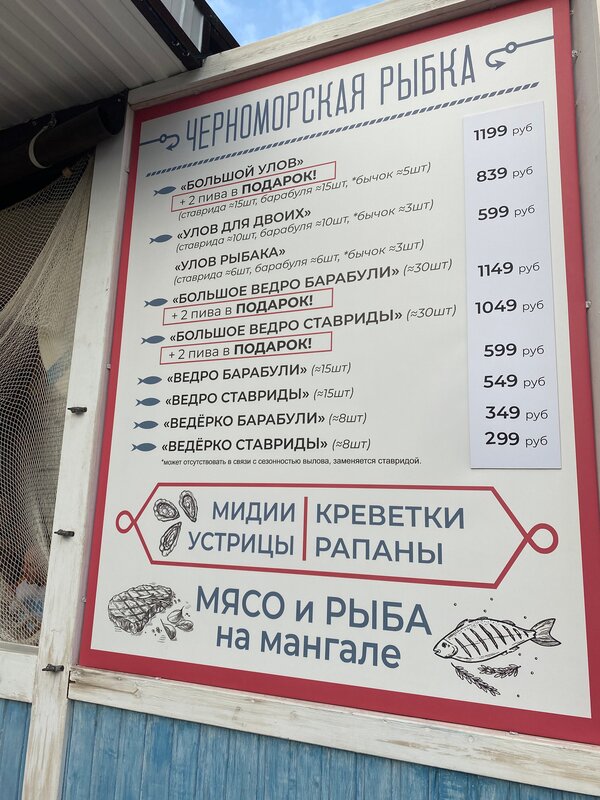 ЧЕРНОМОРСКАЯ РЫБКА
«БОЛЬШОЙ УЛОВ» 1199 руб
+ 2 пива в ПОДАРОК!
(ставрида ≈15шт, барабуля ≈15шт, *бычок ≈5шт)
«УЛОВ ДЛЯ ДВОИХ» 839 руб
(ставрида ≈10шт, барабуля ≈10шт, *бычок ≈3шт)
«УЛОВ РЫБАКА» 599 руб
(ставрида ≈6шт, барабуля ≈6шт, *бычок ≈3шт)
«БОЛЬШОЕ ВЕДРО БАРАБУЛИ» (≈30шт) 1149 руб
+ 2 пива в ПОДАРОК!
«БОЛЬШОЕ ВЕДРО СТАВРИДЫ» (≈30шт) 1049 руб
+ 2 пива в ПОДАРОК!
«ВЕДРО БАРАБУЛИ» (≈15шт) 599 руб
«ВЕДРО СТАВРИДЫ» (≈15шт) 549 руб
«ВЕДЁРКО БАРАБУЛИ» (≈8шт) 349 руб
«ВЕДЁРКО СТАВРИДЫ» (≈8шт) 299 руб
*может отсутствовать в связи с сезонностью вылова, заменяется ставридой.
МИДИИ КРЕВЕТКИ
УСТРИЦЫ РАПАНЫ
МЯСО и РЫБА
на мангале